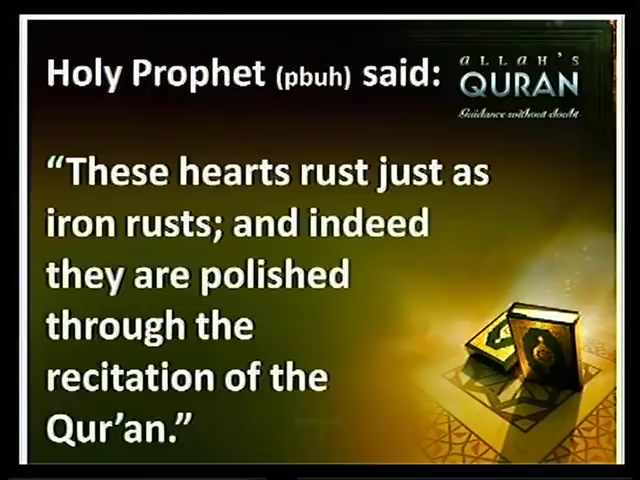 Holy Prophet (pbuh) said:
ALLAH'S
QURAN
Guidance without doubt
“These hearts rust just as
iron rusts; and indeed
they are polished
through the
recitation of the
Qur’an.”